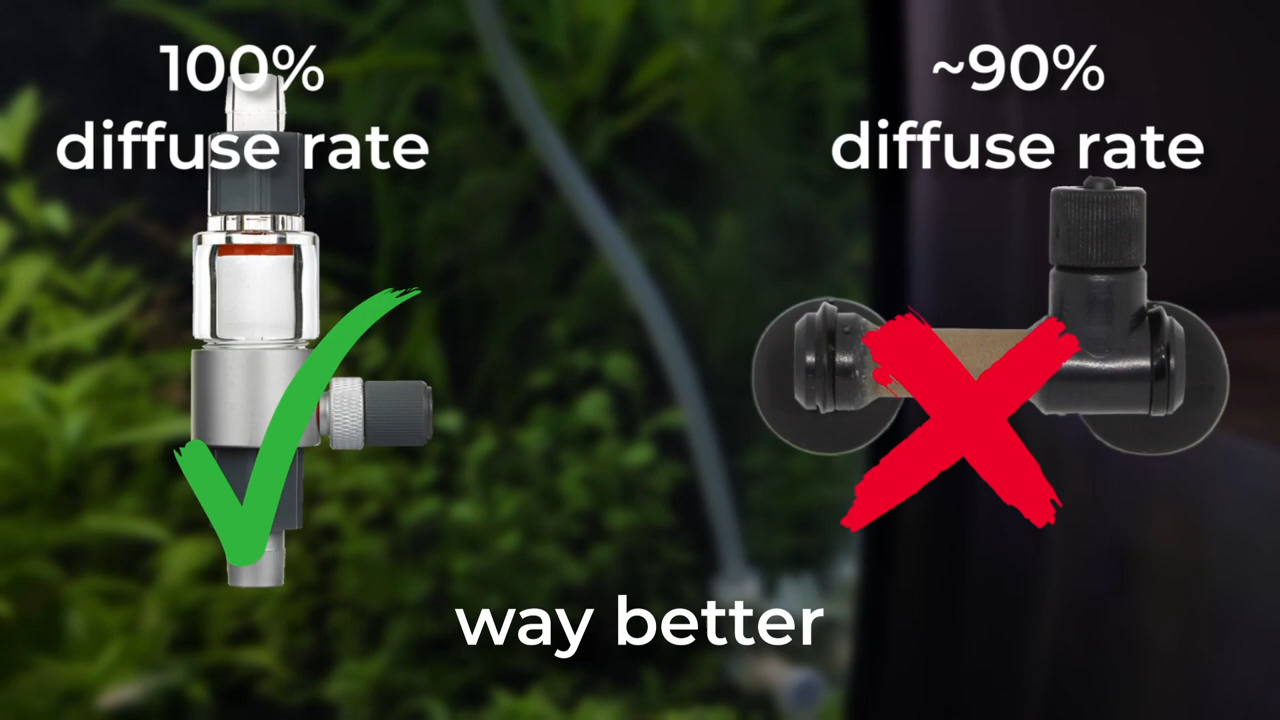 100%
diffuse rate
~90%
diffuse rate
way better